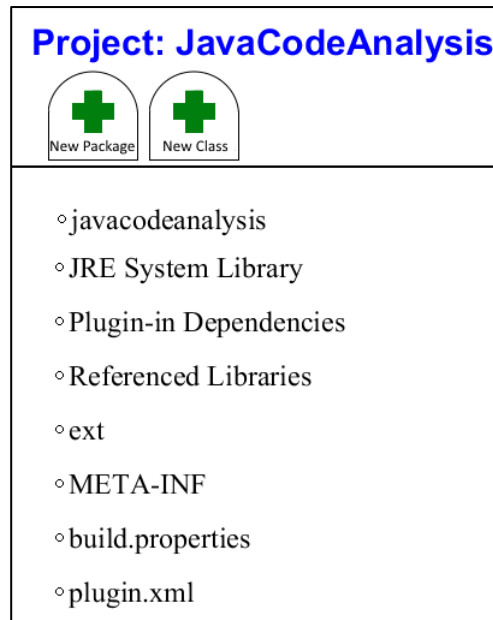 Project: JavaCodeAnalysis
New Package New Class
javacodeanalysis
JRE System Library
Plugin-in Dependencies
Referenced Libraries
ext
META-INF
build.properties
plugin.xml